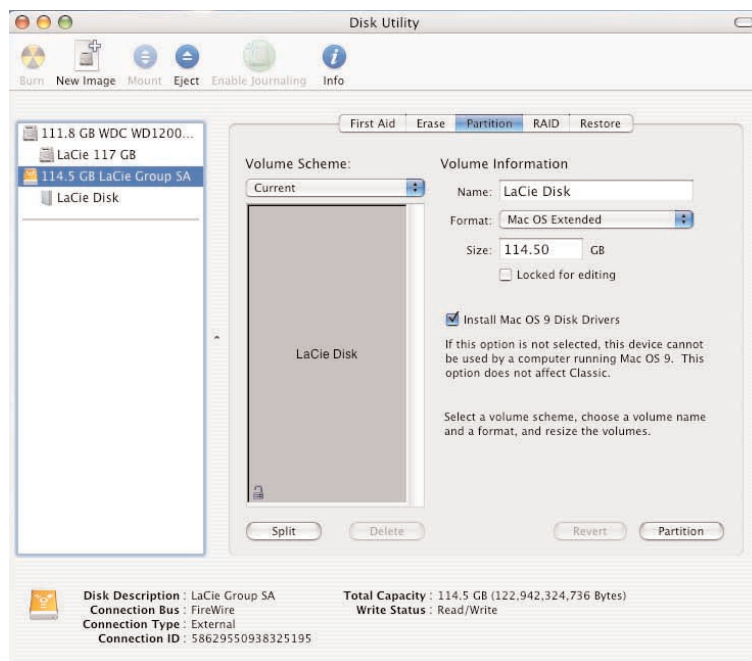 Disk Utility
Burn New Image Mount Eject Enable Journaling Info
First Aid Erase Partition RAID Restore
111.8 GB WDC WD1200...
LaCie 117 GB
114.5 GB LaCie Group SA
LaCie Disk
Volume Scheme:
Current
LaCie Disk
Split Delete
Volume Information
Name: LaCie Disk
Format: Mac OS Extended
Size: 114.50 GB
Locked for editing
Install Mac OS 9 Disk Drivers
If this option is not selected, this device cannot
be used by a computer running Mac OS 9. This
option does not affect Classic.
Select a volume scheme, choose a volume name
and a format, and resize the volumes.
Revert Partition
Disk Description : LaCie Group SA
Connection Bus : FireWire
Connection Type : External
Connection ID : 58629550938325195
Total Capacity : 114.5 GB (122,942,324,736 Bytes)
Write Status : Read/Write